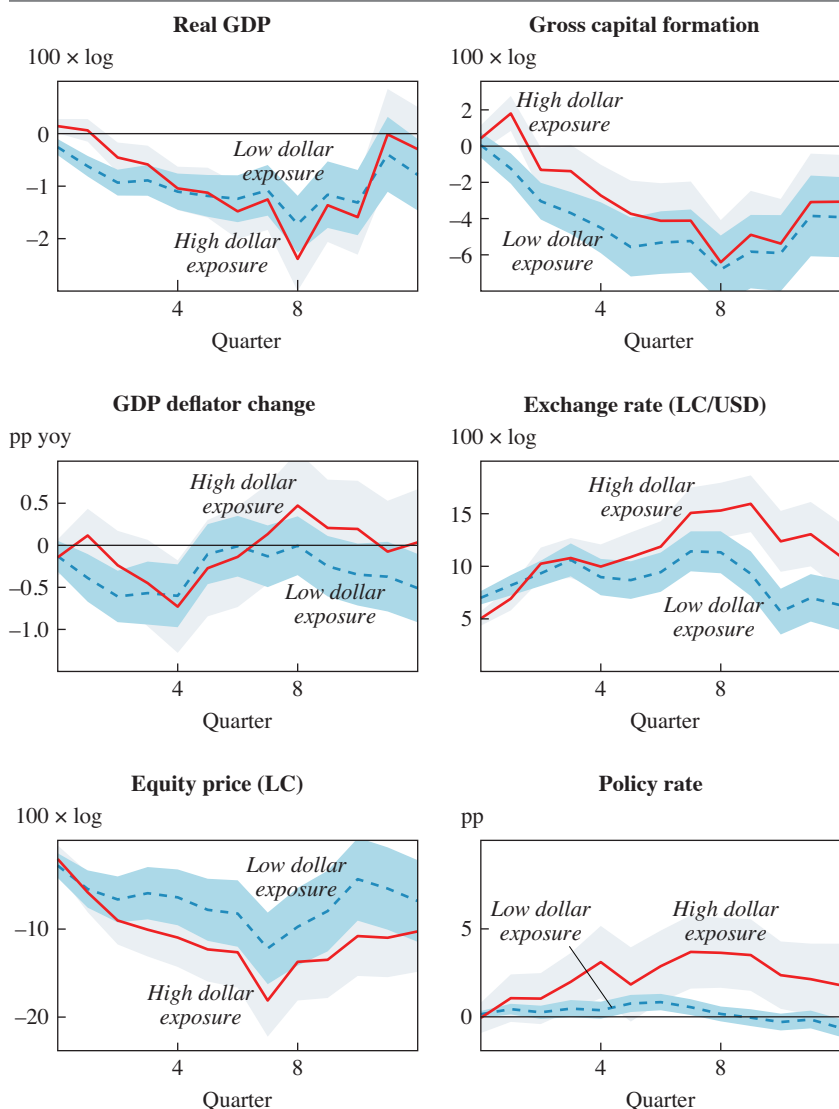 Real GDP
100 × log
0
−1
−2
Low dollar
exposure
High dollar
exposure
4
8
Quarter
Gross capital formation
100 × log
2
0
−2
−4
−6
High dollar
exposure
Low dollar
exposure
4
8
Quarter
GDP deflator change
pp yoy
0.5
0
−0.5
−1.0
High dollar
exposure
Low dollar
exposure
4
8
Quarter
Exchange rate (LC/USD)
100 × log
15
10
5
High dollar
exposure
Low dollar
exposure
4
8
Quarter
Equity price (LC)
100 × log
−10
−20
Low dollar
exposure
High dollar
exposure
4
8
Quarter
Policy rate
pp
5
0
Low dollar
exposure
High dollar
exposure
4
8
Quarter